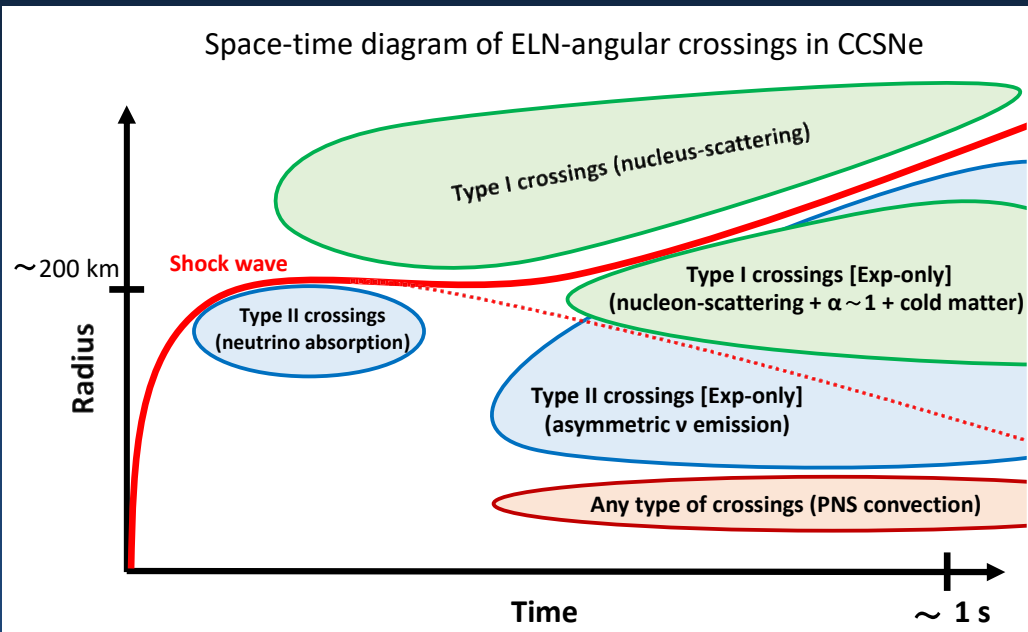 Space-time diagram of ELN-angular crossings in CCSNe
Type I crossings (nucleus-scattering)
~200 km
Shock wave
Type II crossings
(neutrino absorption)
Type I crossings [Exp-only]
(nucleon-scattering + α ~ 1 + cold matter)
Radius
Type II crossings [Exp-only]
(asymmetric ν emission)
Any type of crossings (PNS convection)
Time
~ 1 s